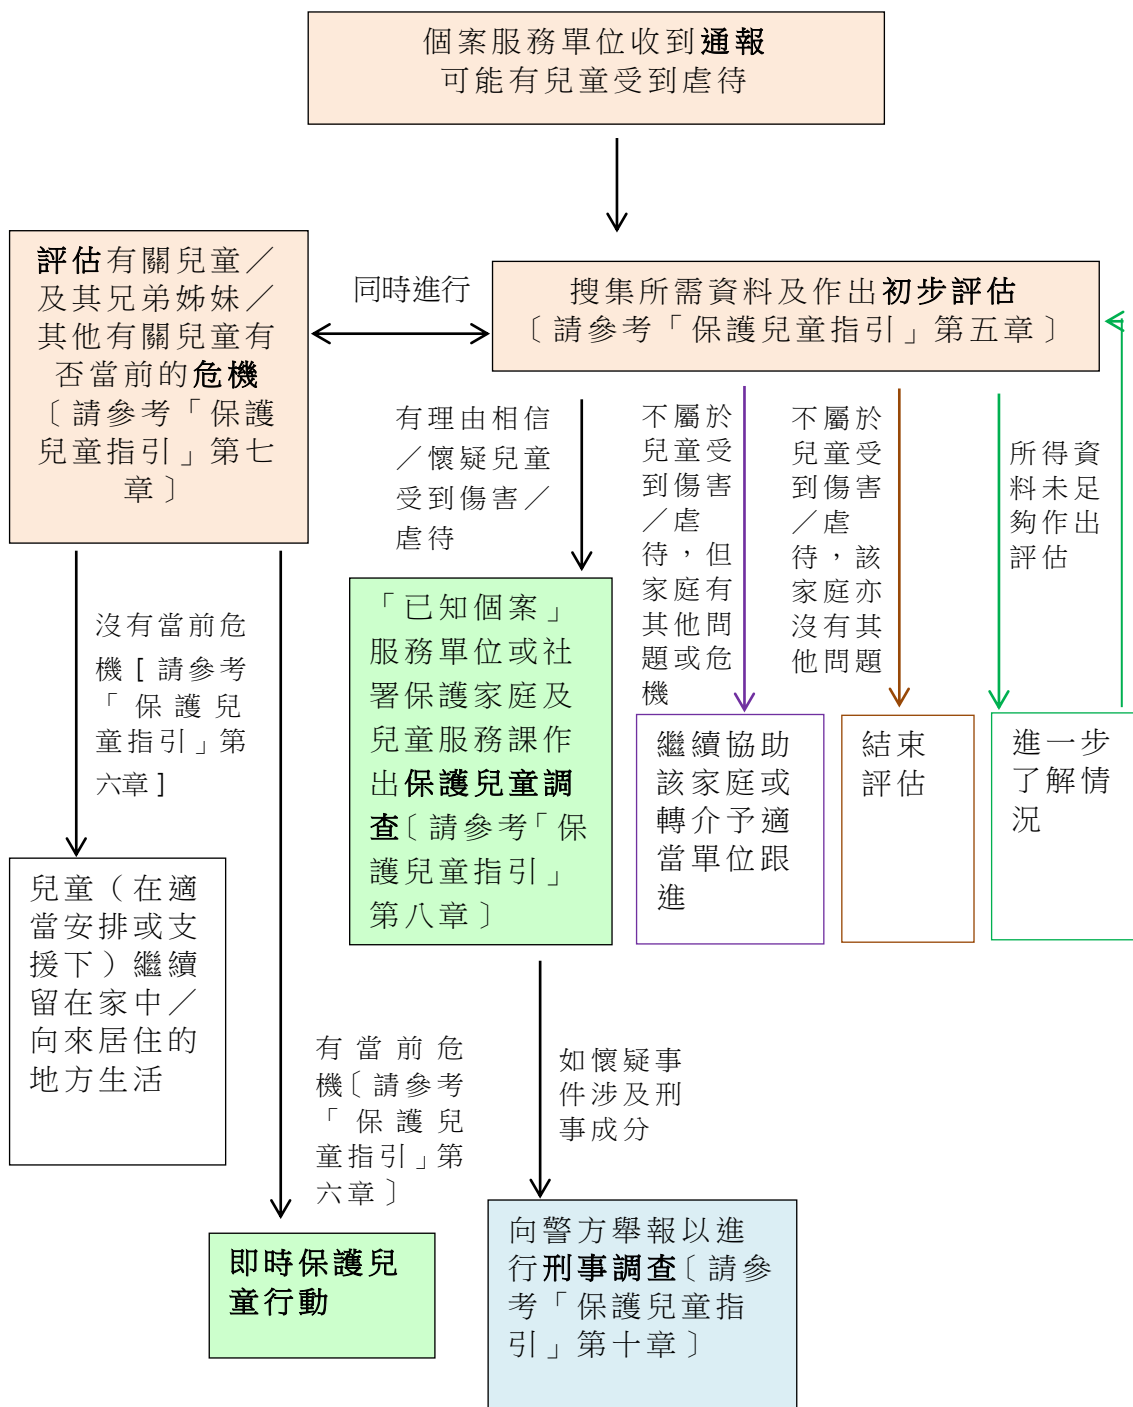 個案服務單位收到通報
可能有兒童受到虐待
評估有關兒童／
及其兄弟姊妹／
其他有關兒童有
否當前的危機
〔請參考「保護
兒童指引」第七
章〕
同時進行
搜集所需資料及作出初步評估
〔請參考「保護兒童指引」第五章〕
有理由相信
／懷疑兒童
受到傷害／
虐待
不屬於
兒童受
到傷害
／虐
待，但
家庭有
其他問
題或危
機
不屬於
兒童受
到傷害
／虐
待，該
家庭亦
沒有其
他問題
所得資
料未足
夠作出
評估
沒有當前危
機[請參考
「保護兒
童指引」第
六章]
「已知個案」
服務單位或社
署保護家庭及
兒童服務課作
出保護兒童調
查〔請參考「保
護兒童指引」
第八章〕
繼續協助
該家庭或
轉介予適
當單位跟
進
結束
評估
進一步
了解情
況
兒童（在適
當安排或支
援下）繼續
留在家中／
向來居住的
地方生活
有當前危
機〔請參考
「保護兒
童指引」第
六章〕
如懷疑事
件涉及刑
事成分
即時保護兒
童行動
向警方舉報以進
行刑事調查〔請參
考「保護兒童指
引」第十章〕